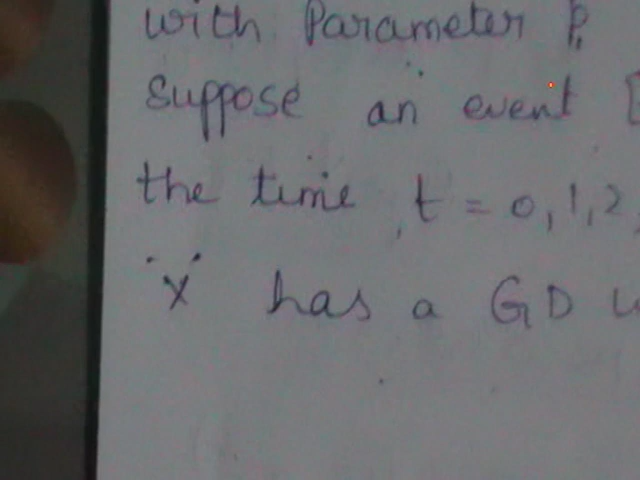 with Parameter P.
Suppose an event
the time, t = 0, 1, 2,
'X' has a GD